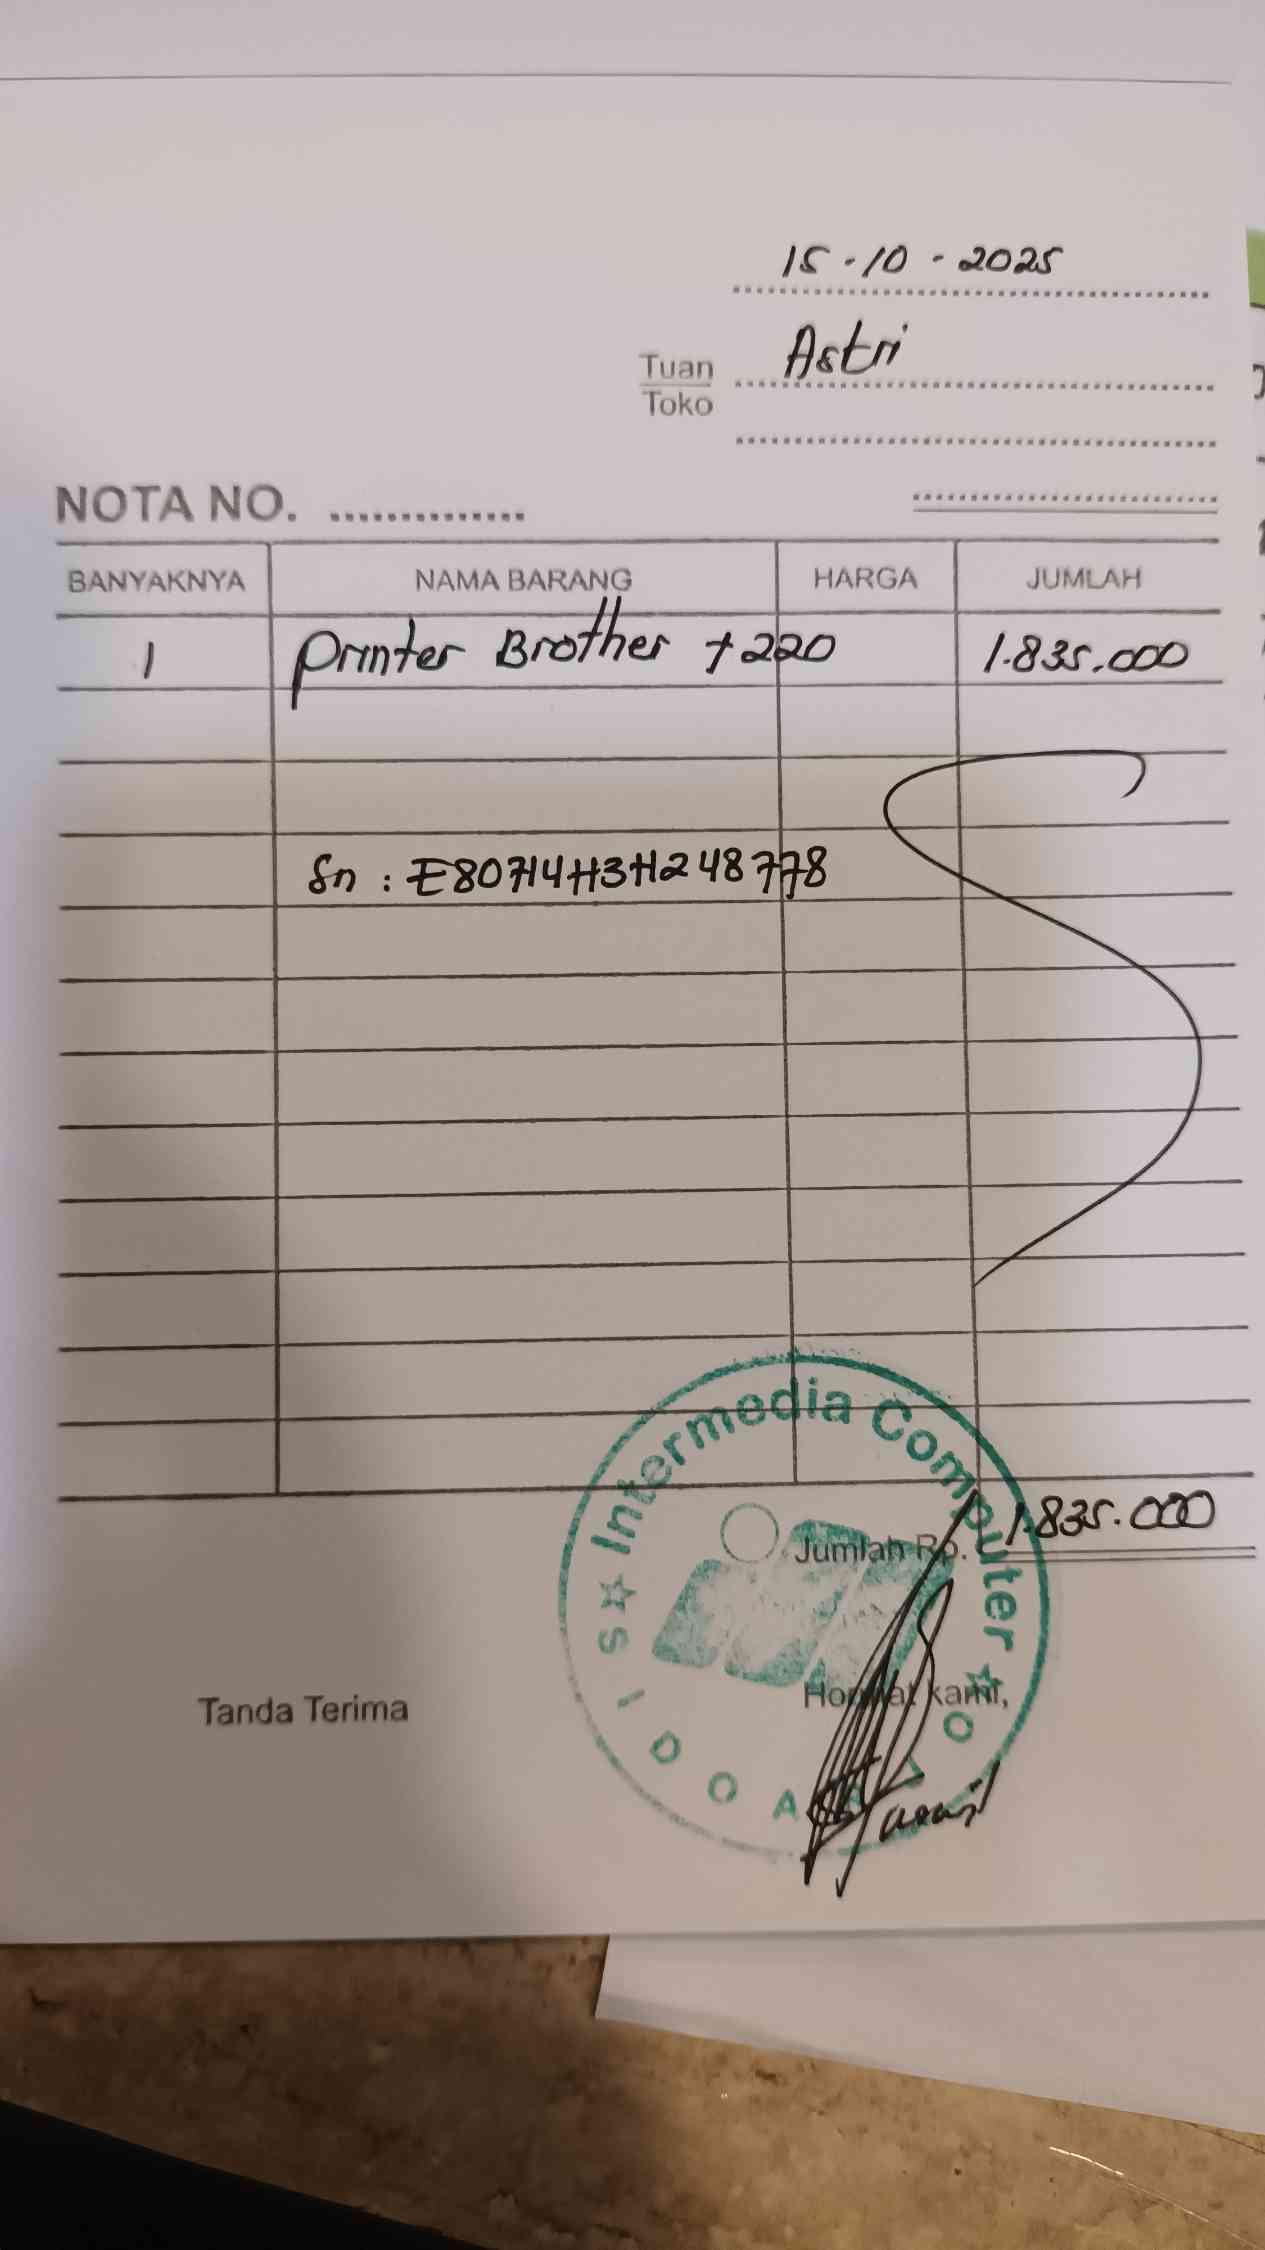 15-10-2025
Tuan Astri
Toko
NOTA NO. ..............
BANYAKNYA NAMA BARANG HARGA JUMLAH
1 Printer Brother T220 1.835.000
Sn : E80714H3H248778
Jumlah Rp. 1.835.000
Tanda Terima Hormat kami,
Intermedia Computer
SIDOARJO